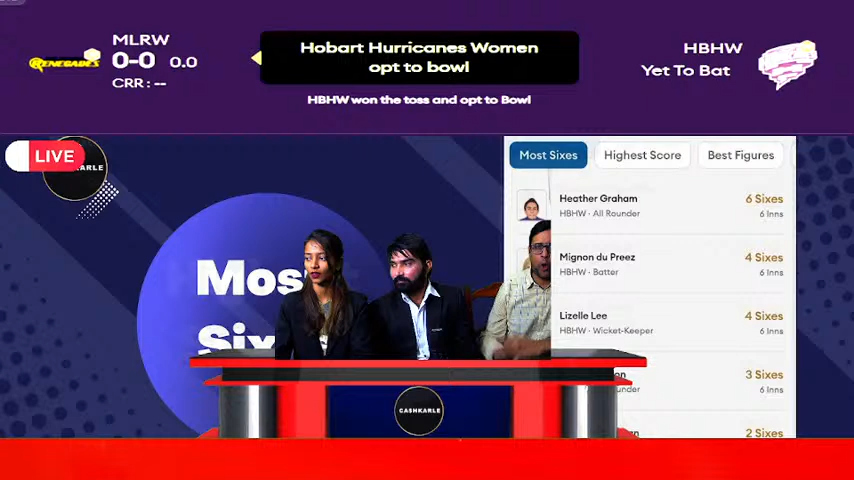 MLRW
0-0 0.0
CRR : --
RENEGADES
Hobart Hurricanes Women
opt to bowl
HBHW won the toss and opt to Bowl
HBHW
Yet To Bat
LIVE
Most Sixes
Highest Score
Best Figures
Heather Graham
6 Sixes
HBHW · All Rounder
6 Inns
Mignon du Preez
4 Sixes
HBHW · Batter
6 Inns
Lizelle Lee
4 Sixes
HBHW · Wicket-Keeper
6 Inns
3 Sixes
6 Inns
2 Sixes
Mos
Six
CASHKARLE